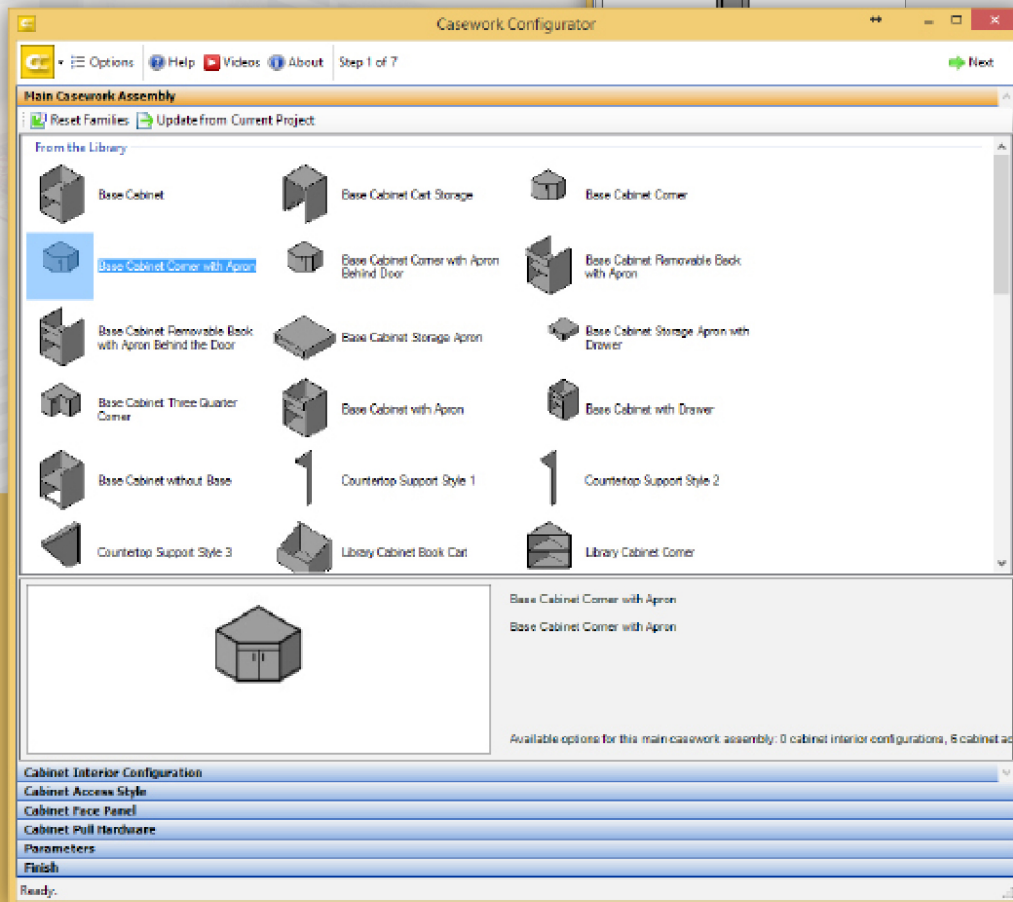 Casework Configurator
Options Help Videos About Step 1 of 7 Next
Main Casework Assembly
Reset Families Update from Current Project
From the Library
Base Cabinet
Base Cabinet Cart Storage
Base Cabinet Corner
Base Cabinet Corner with Apron
Base Cabinet Corner with Apron
Behind Door
Base Cabinet Removable Back
with Apron
Base Cabinet Removable Back
with Apron Behind the Door
Base Cabinet Storage Apron
Base Cabinet Storage Apron with
Drawer
Base Cabinet Three Quarter
Corner
Base Cabinet with Apron
Base Cabinet with Drawer
Base Cabinet without Base
Countertop Support Style 1
Countertop Support Style 2
Countertop Support Style 3
Library Cabinet Book Cart
Library Cabinet Corner
Base Cabinet Corner with Apron
Base Cabinet Corner with Apron
Available options for this main casework assembly: 0 cabinet interior configurations, 6 cabinet ac
Cabinet Interior Configuration
Cabinet Access Style
Cabinet Face Panel
Cabinet Pull Hardware
Parameters
Finish
Ready.